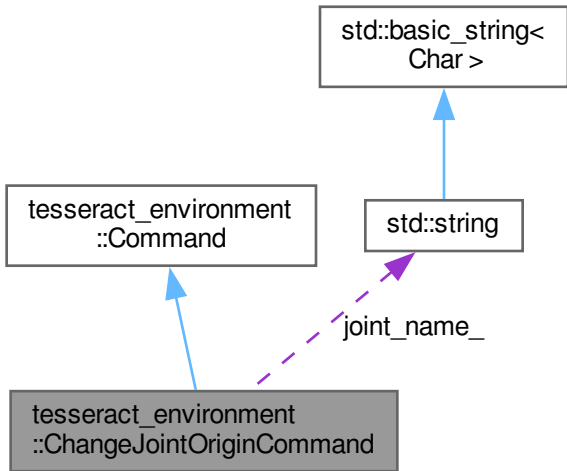 std::basic_string<
Char >
tesseract_environment
::Command
std::string
joint_name_
tesseract_environment
::ChangeJointOriginCommand